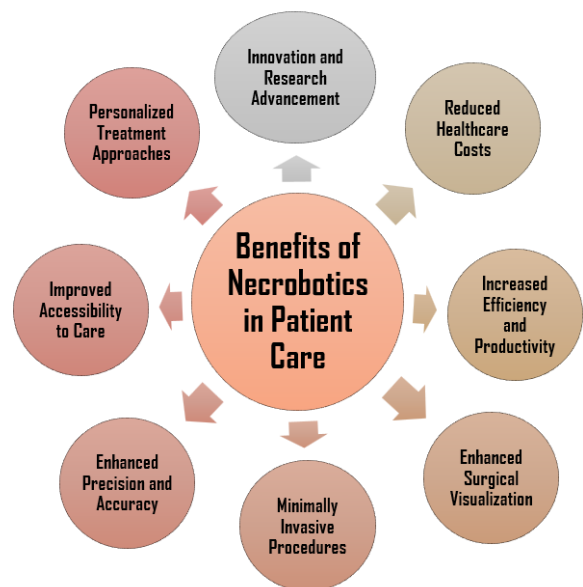 Innovation and
Research
Advancement
Reduced
Healthcare
Costs
Increased
Efficiency
and
Productivity
Enhanced
Surgical
Visualization
Minimally
Invasive
Procedures
Enhanced
Precision and
Accuracy
Improved
Accessibility
to Care
Personalized
Treatment
Approaches
Benefits of
Necrobotics
in Patient
Care